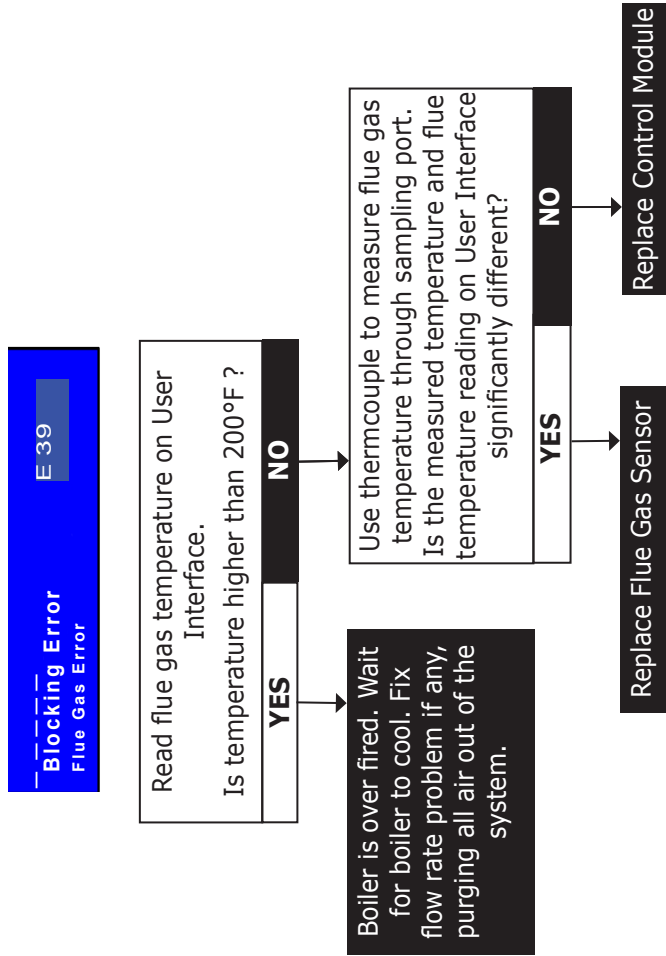 _ _ _ _ _
Blocking Error
Flue Gas Error
E 39
Read flue gas temperature on User
Interface.
Is temperature higher than 200°F ?
YES
NO
Boiler is over fired. Wait
for boiler to cool. Fix
flow rate problem if any,
purging all air out of the
system.
Use thermcouple to measure flue gas
temperature through sampling port.
Is the measured temperature and flue
temperature reading on User Interface
significantly different?
YES
NO
Replace Flue Gas Sensor
Replace Control Module